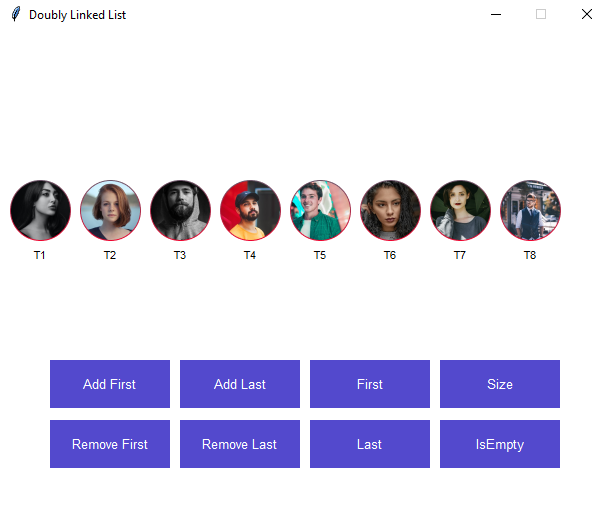 Doubly Linked List
T1 T2 T3 T4 T5 T6 T7 T8
Add First Add Last First Size
Remove First Remove Last Last IsEmpty